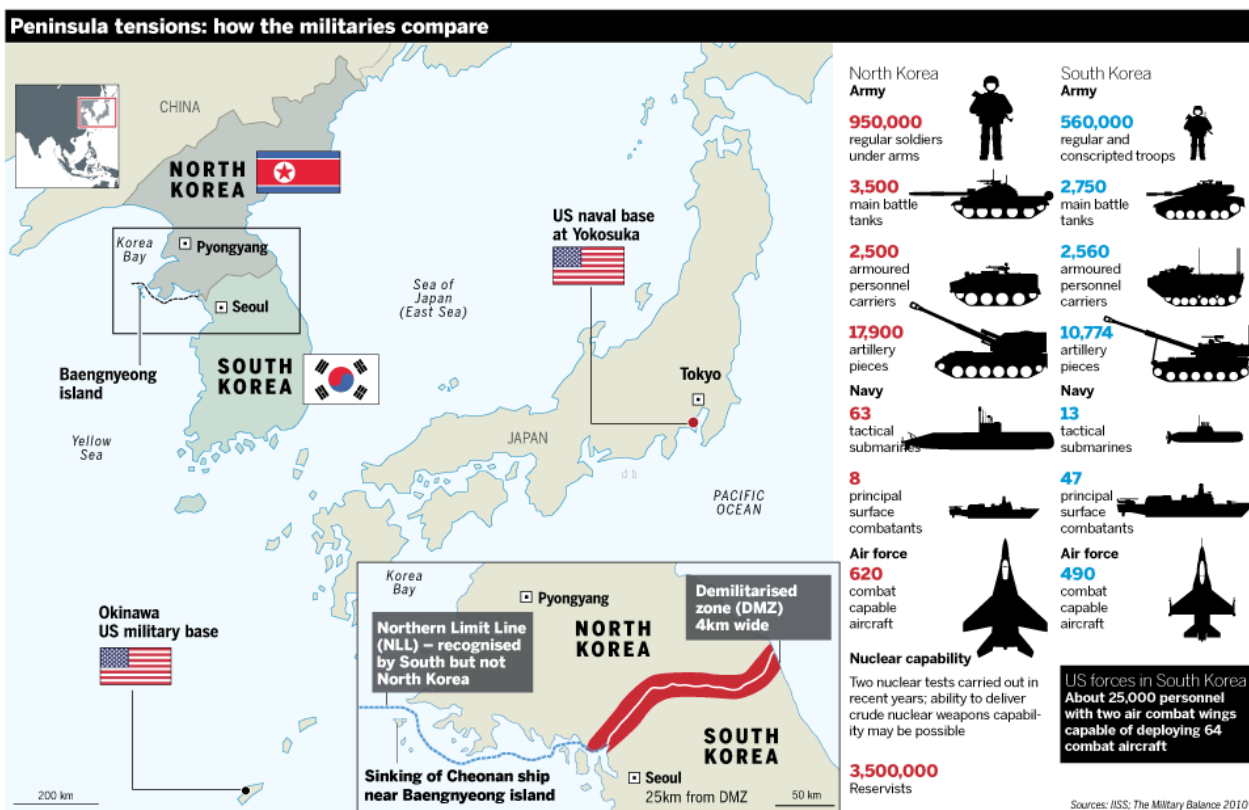 Peninsula tensions: how the militaries compare
CHINA
NORTH
KOREA
Korea
Bay
Pyongyang
Seoul
SOUTH
KOREA
Baengnyeong
island
Yellow
Sea
Sea of
Japan
(East Sea)
US naval base
at Yokosuka
Tokyo
JAPAN
PACIFIC
OCEAN
Okinawa
US military base
200 km
Korea
Bay
Pyongyang
NORTH
KOREA
Northern Limit Line
(NLL) – recognised
by South but not
North Korea
Demilitarised
zone (DMZ)
4km wide
SOUTH
KOREA
Sinking of Cheonan ship
near Baengnyeong island
Seoul
25km from DMZ
50 km
North Korea
Army
950,000
regular soldiers
under arms
3,500
main battle
tanks
2,500
armoured
personnel
carriers
17,900
artillery
pieces
Navy
63
tactical
submarines
8
principal
surface
combatants
Air force
620
combat
capable
aircraft
Nuclear capability
Two nuclear tests carried out in
recent years; ability to deliver
crude nuclear weapons capabil-
ity may be possible
3,500,000
Reservists
South Korea
Army
560,000
regular and
conscripted troops
2,750
main battle
tanks
2,560
armoured
personnel
carriers
10,774
artillery
pieces
Navy
13
tactical
submarines
47
principal
surface
combatants
Air force
490
combat
capable
aircraft
US forces in South Korea
About 25,000 personnel
with two air combat wings
capable of deploying 64
combat aircraft
Sources: IISS; The Military Balance 2010